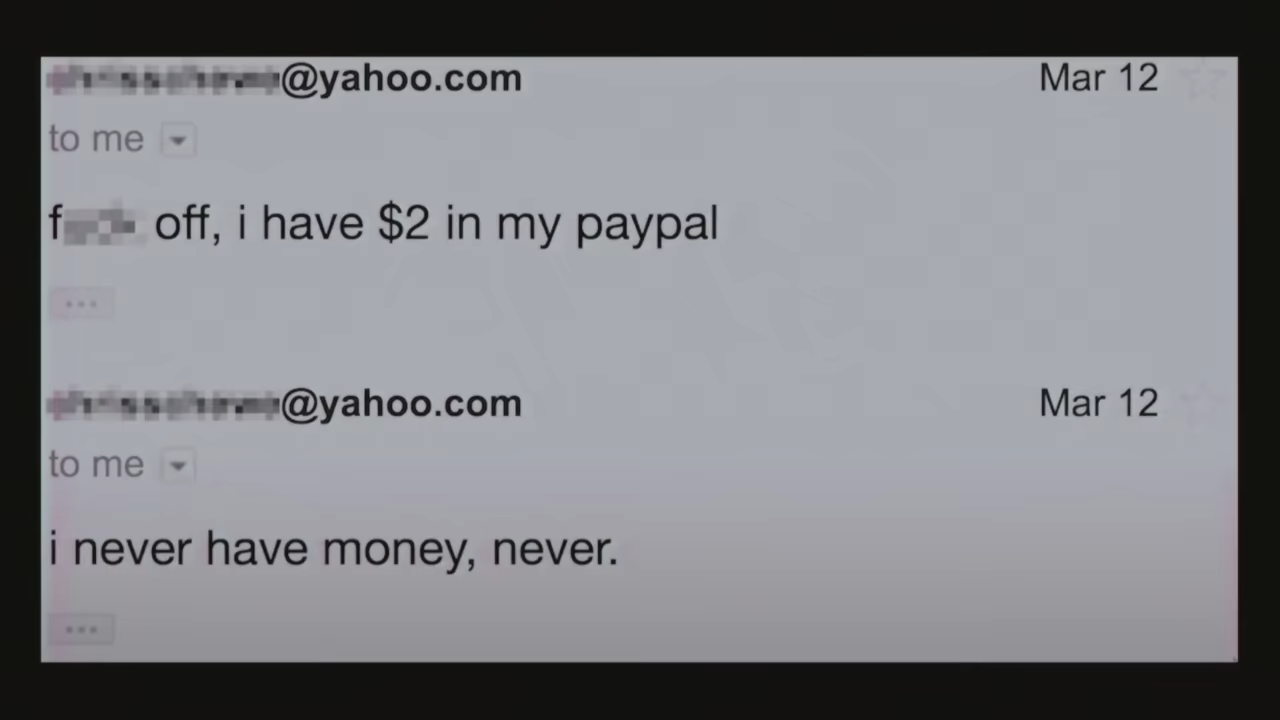 @yahoo.com Mar 12
to me
off, i have $2 in my paypal
...
@yahoo.com Mar 12
to me
i never have money, never.
...